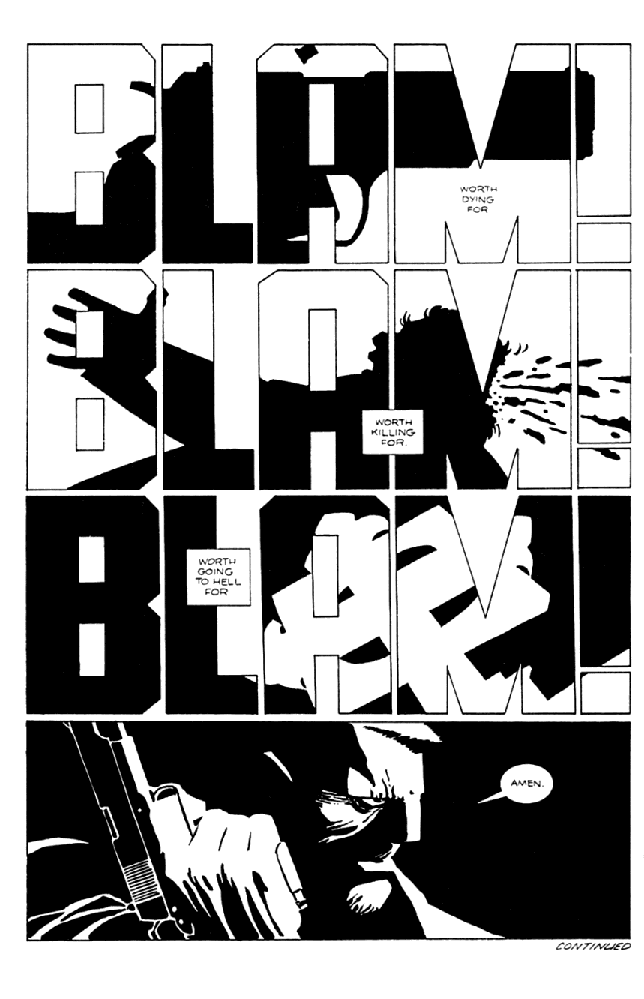 BLAM!
WORTH
DYING
FOR
BLAM!
WORTH
KILLING
FOR.
BLAM!
WORTH
GOING
TO HELL
FOR
AMEN.
CONTINUED